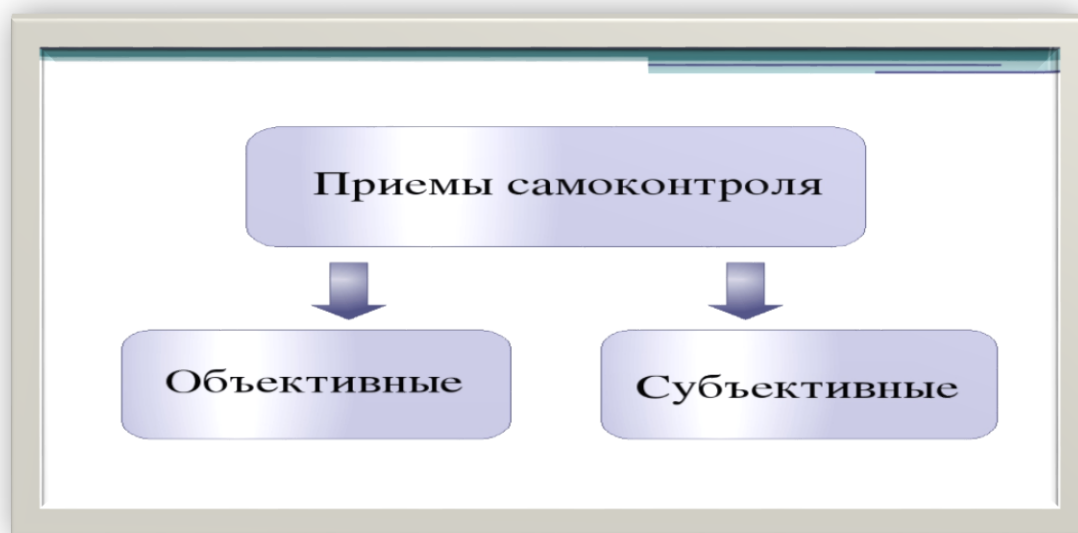 Приемы самоконтроля
Объективные
Субъективные